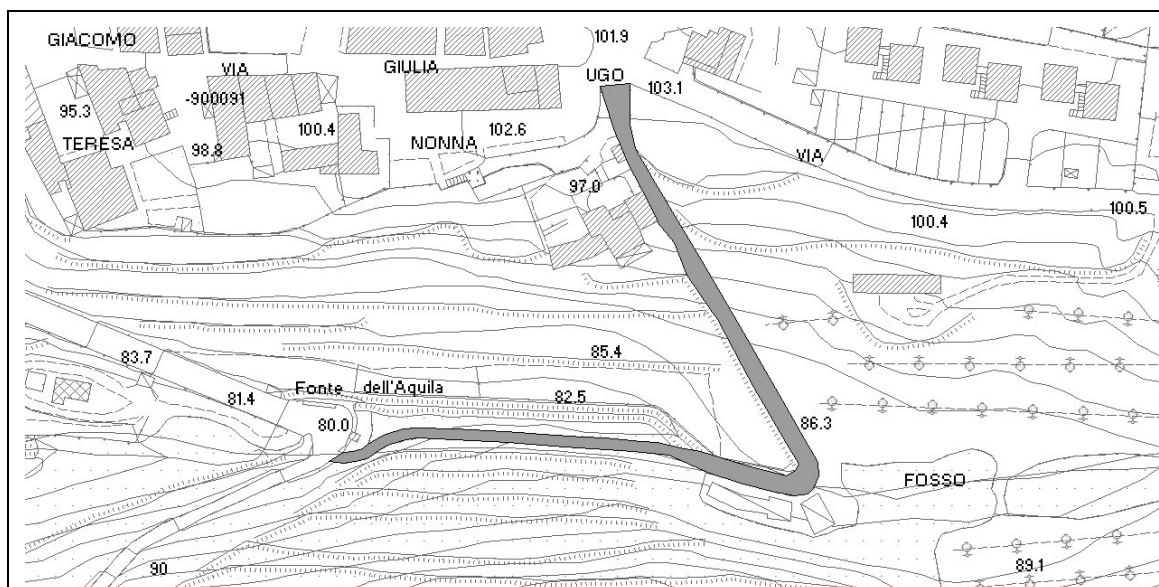 GIACOMO
VIA
GIULIA
101.9
UGO
103.1
95.3
-900091
TERESA
98.8
100.4
NONNA
102.6
VIA
97.0
100.4
100.5
83.7
85.4
81.4
Fonte dell'Aquila
82.5
80.0
86.3
FOSSO
90
89.1